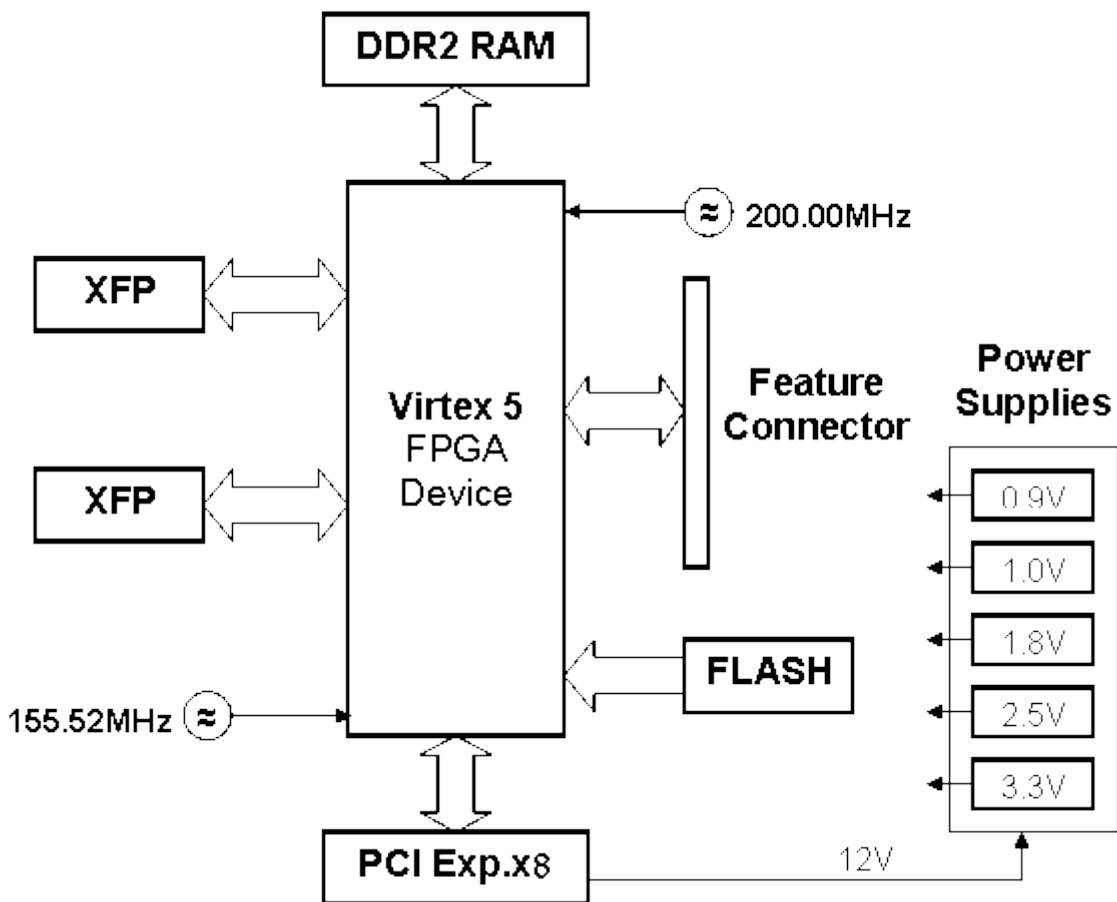 DDR2 RAM
200.00MHz
XFP
Virtex 5
FPGA
Device
Feature
Connector
Power
Supplies
XFP
0.9V
1.0V
1.8V
2.5V
3.3V
FLASH
155.52MHz
PCI Exp.x8
12V